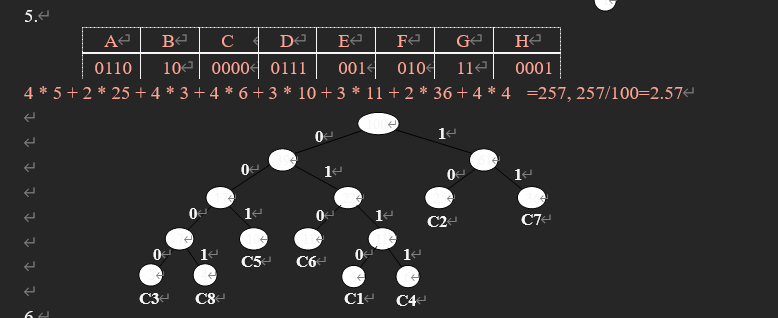 5.
A B C D E F G H
0110 10 0000 0111 001 010 11 0001
4 * 5 + 2 * 25 + 4 * 3 + 4 * 6 + 3 * 10 + 3 * 11 + 2 * 36 + 4 * 4 =257, 257/100=2.57
0 1
0 1 0 1
0 1 0 1 C2 C7
0 1 C5 C6 0 1
C3 C8 C1 C4